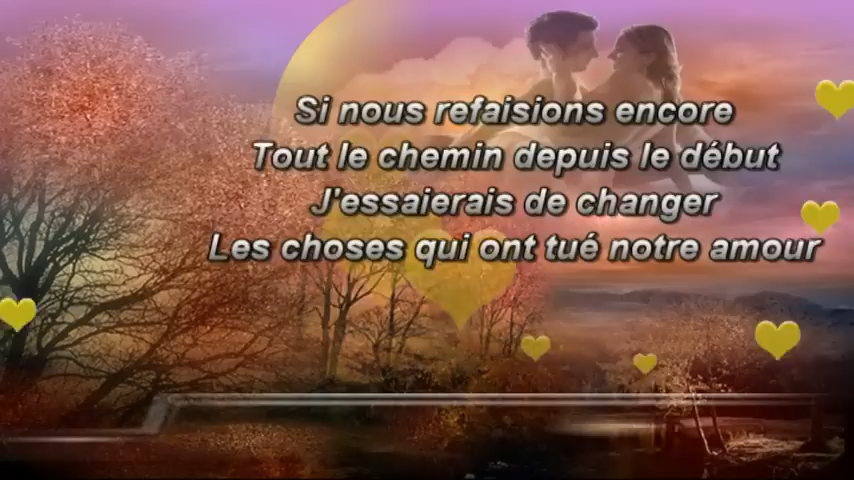 Si nous refaisions encore
Tout le chemin depuis le début
J'essaierais de changer
Les choses qui ont tué notre amour